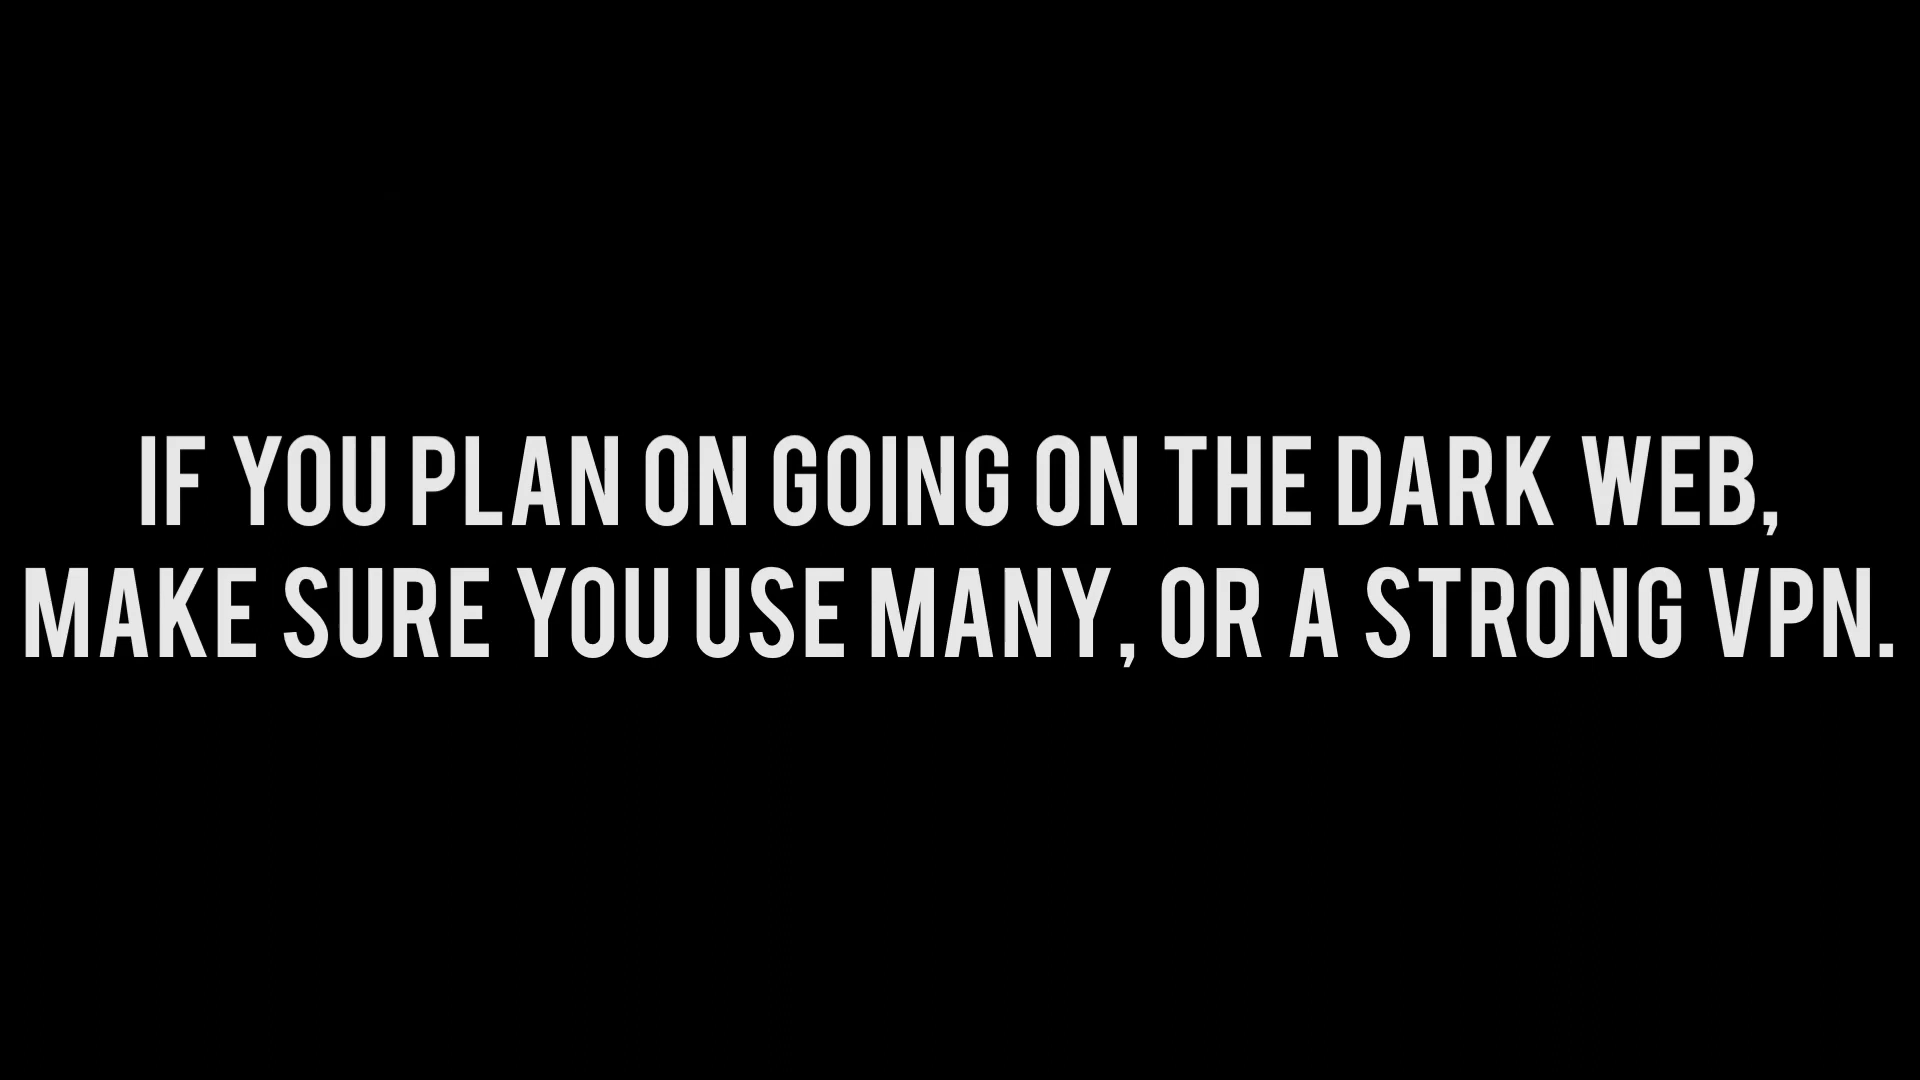 IF YOU PLAN ON GOING ON THE DARK WEB,
MAKE SURE YOU USE MANY, OR A STRONG VPN.